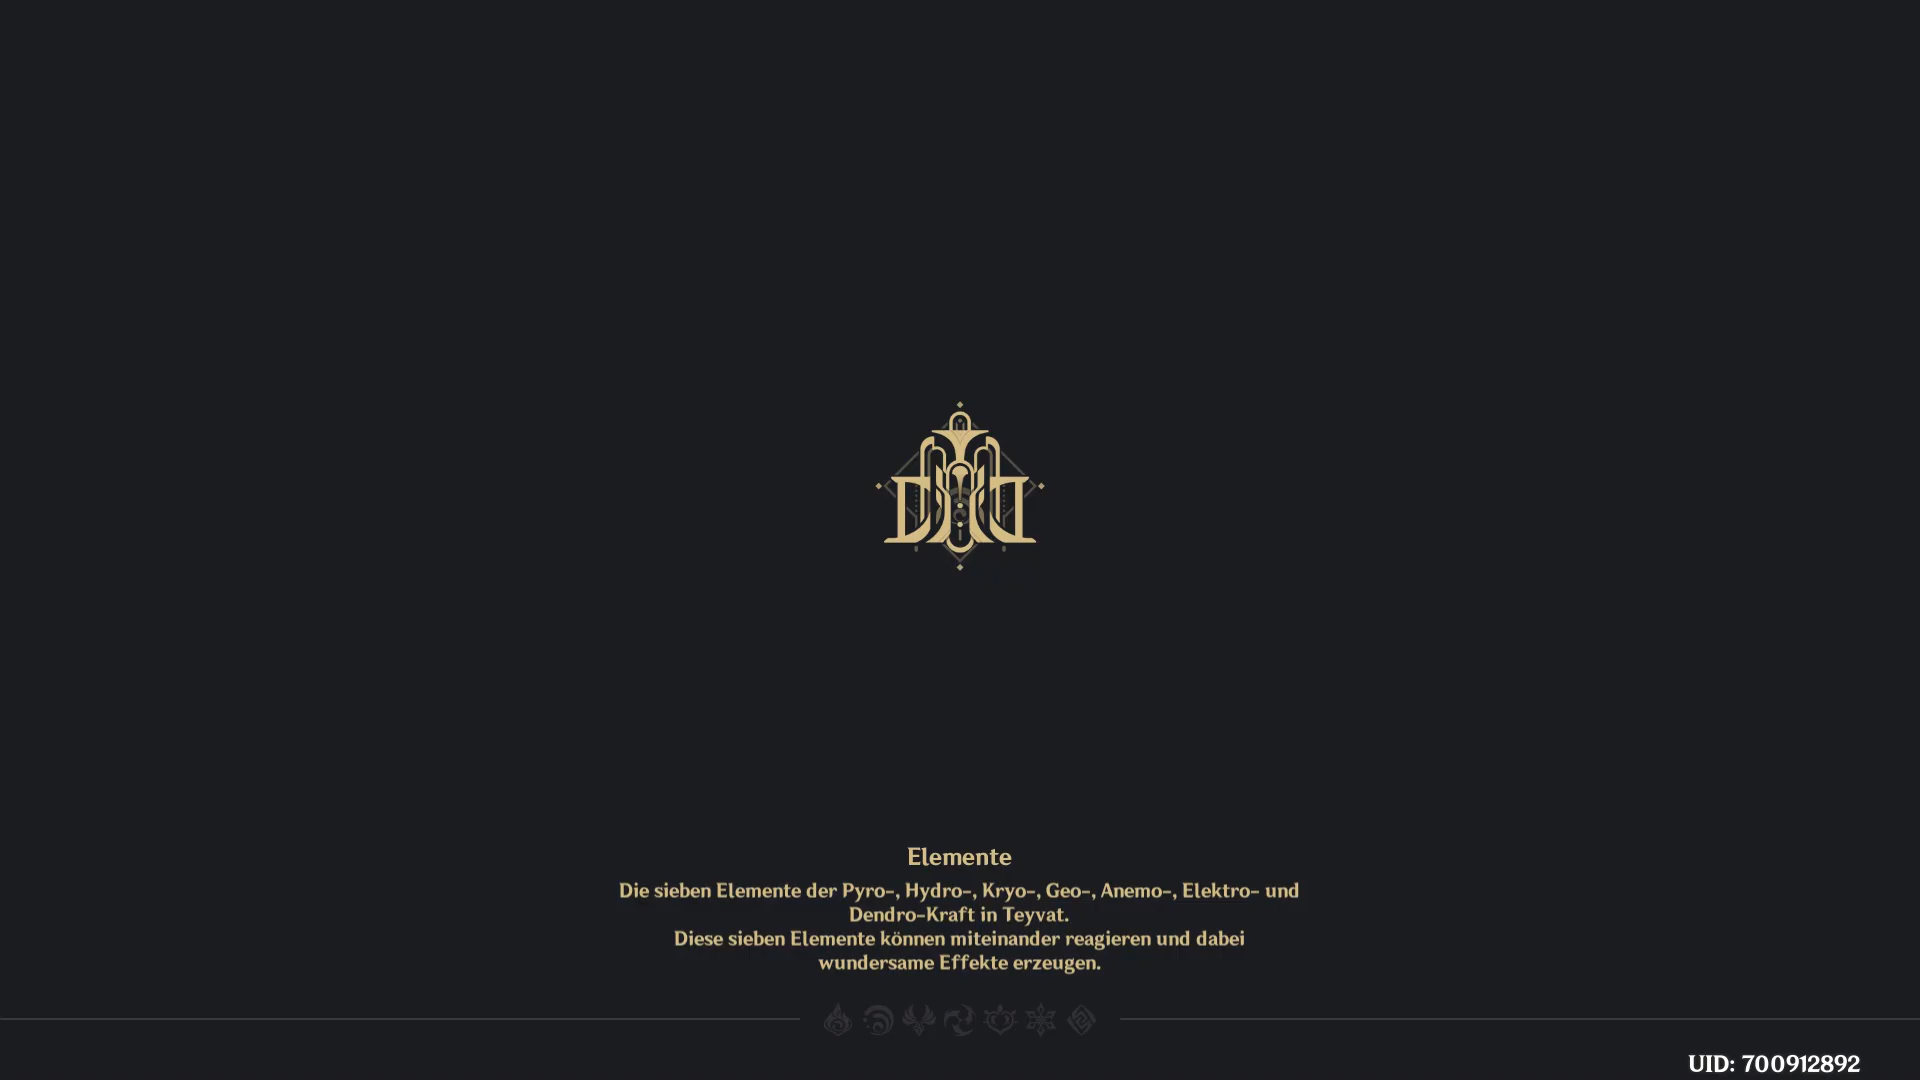 Elemente
Die sieben Elemente der Pyro-, Hydro-, Kryo-, Geo-, Anemo-, Elektro- und
Dendro-Kraft in Teyvat.
Diese sieben Elemente können miteinander reagieren und dabei
wundersame Effekte erzeugen.
UID: 700912892